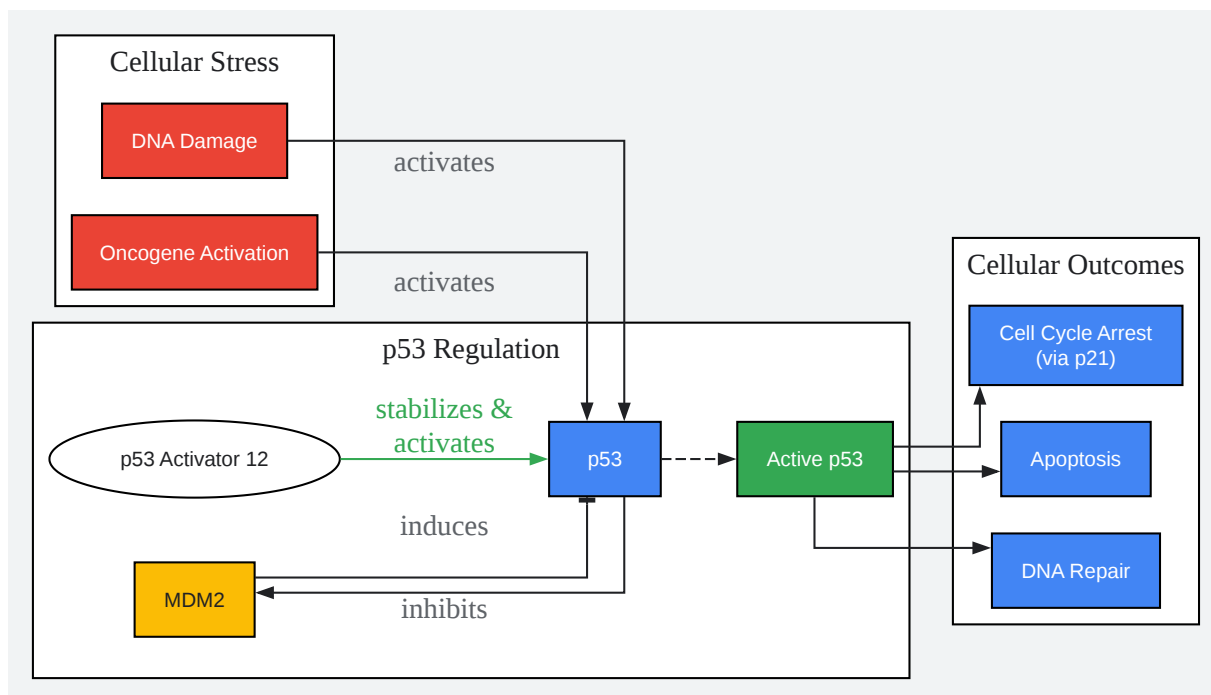 Cellular Stress
DNA Damage
activates
Oncogene Activation
activates
Cellular Outcomes
Cell Cycle Arrest
(via p21)
p53 Regulation
stabilizes &
activates
p53 Activator 12
p53
Active p53
Apoptosis
induces
DNA Repair
MDM2
inhibits